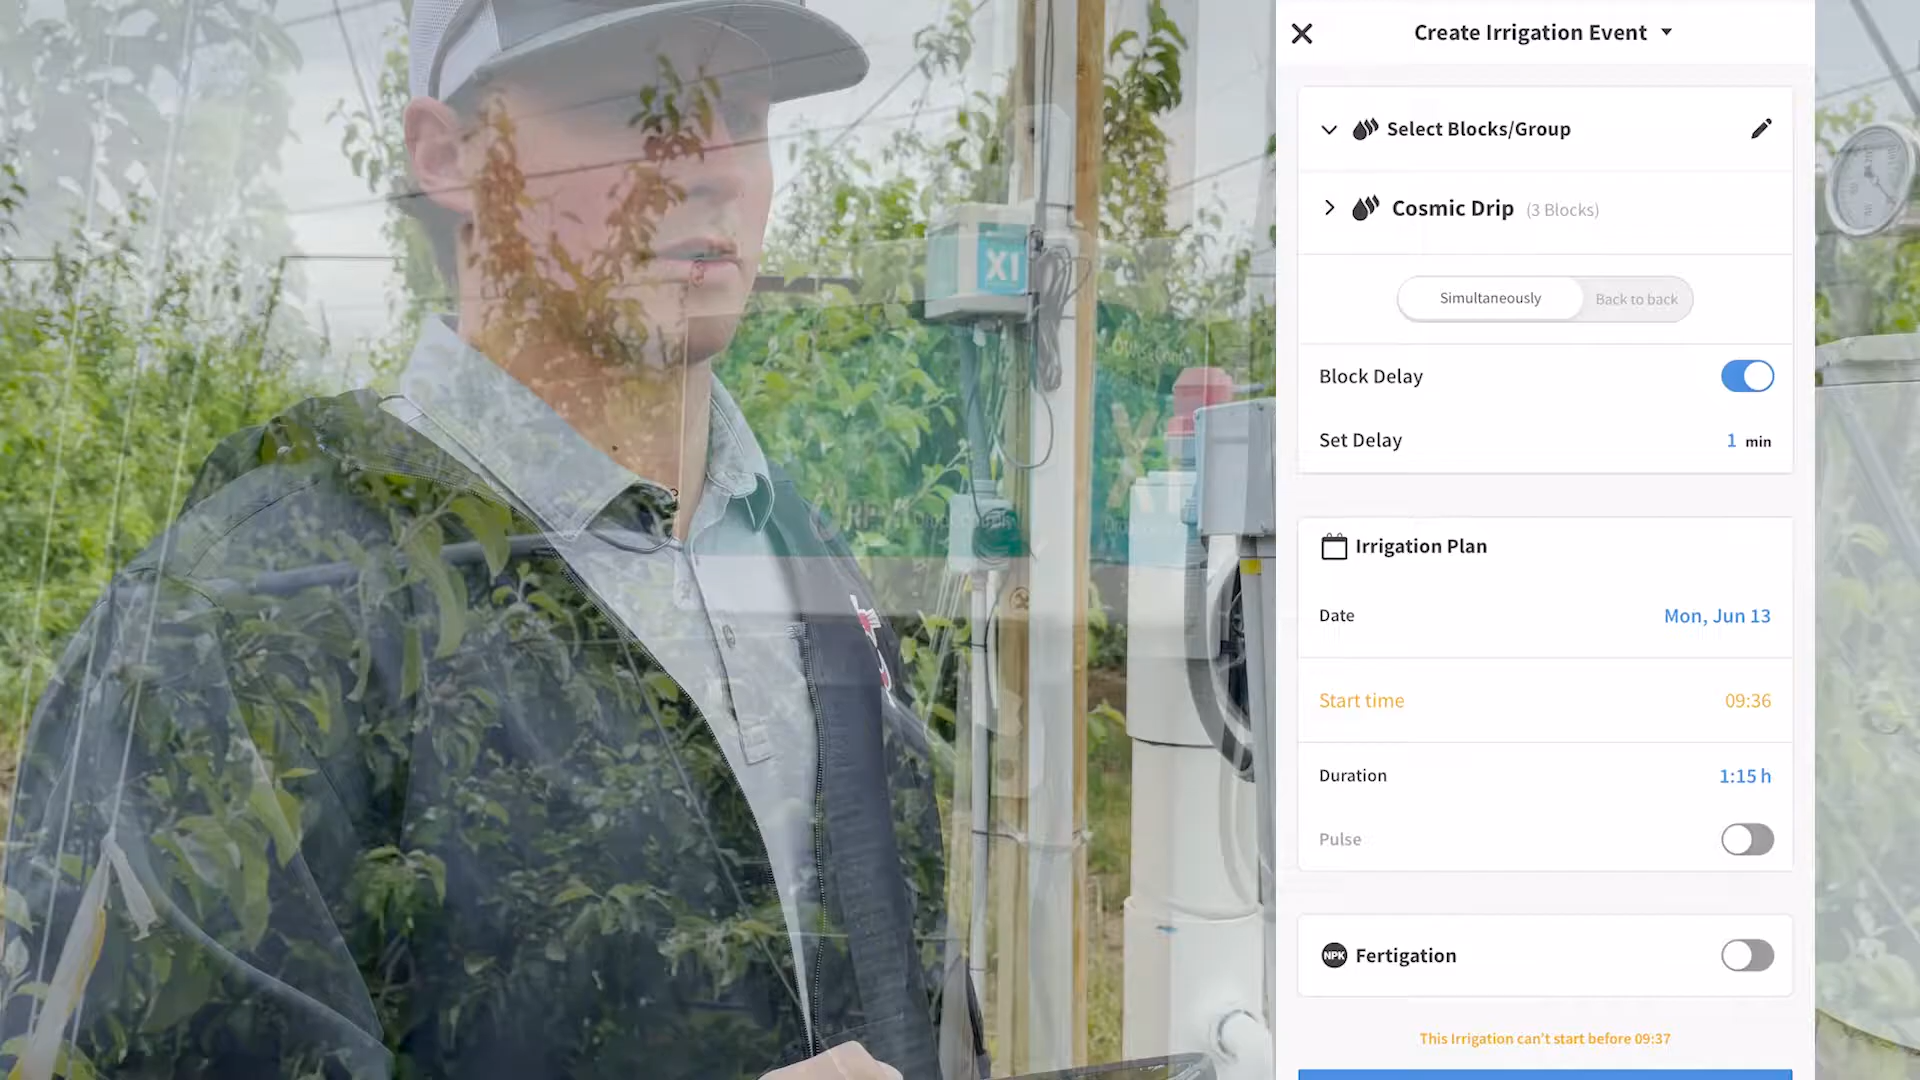 Create Irrigation Event
Select Blocks/Group
Cosmic Drip (3 Blocks)
Simultaneously Back to back
Block Delay
Set Delay 1 min
Irrigation Plan
Date Mon, Jun 13
Start time 09:36
Duration 1:15 h
Pulse
NPK Fertigation
This Irrigation can't start before 09:37
X1